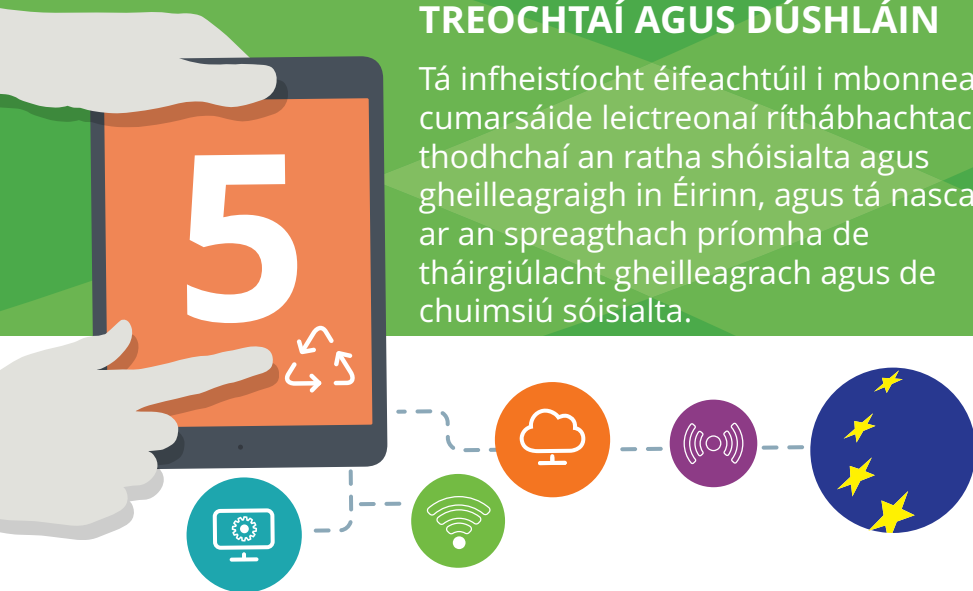 TREOCHTAÍ AGUS DÚSHLÁIN
Tá infheistíocht éifeachtúil i mbonnea
cumarsáide leictreonaí ríthábhachtac
thodhchaí an ratha shóisialta agus
gheilleagraigh in Éirinn, agus tá nasca
ar an spreagthach príomha de
tháirgiúlacht gheilleagrach agus de
chuimsiú sóisialta.
5